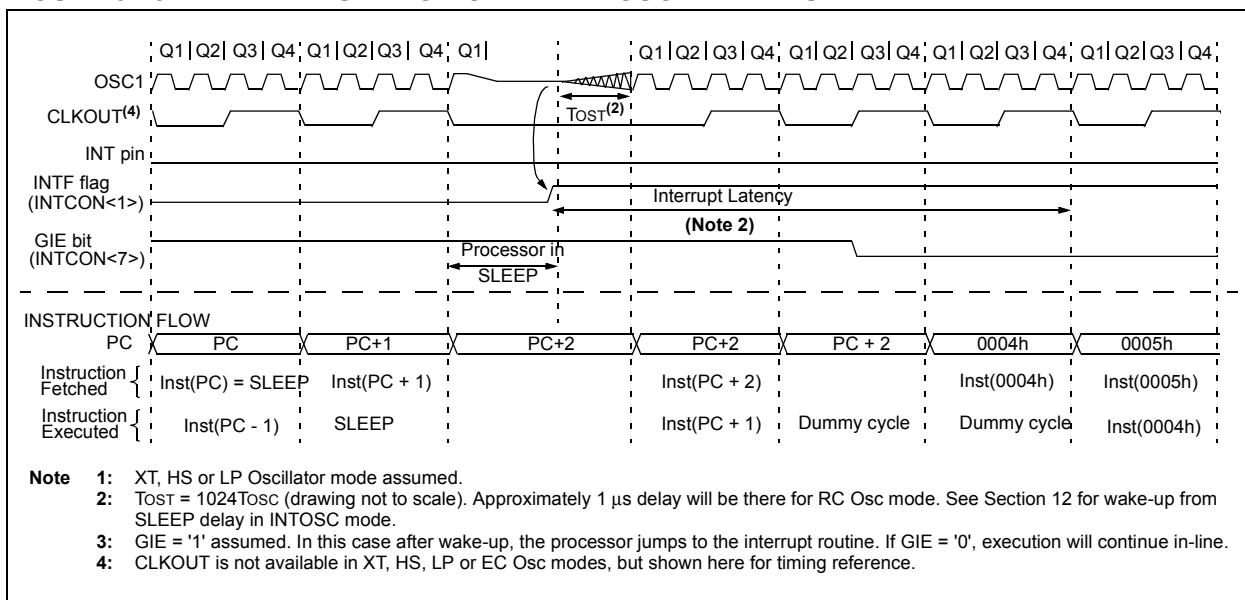 Q1 Q2 Q3 Q4 Q1 Q2 Q3 Q4 Q1 Q1 Q2 Q3 Q4 Q1 Q2 Q3 Q4 Q1 Q2 Q3 Q4 Q1 Q2 Q3 Q4
OSC1
CLKOUT(4)
TOST(2)
INT pin
INTF flag
(INTCON<1>)
Interrupt Latency
(Note 2)
GIE bit
(INTCON<7>)
Processor in
SLEEP
INSTRUCTION FLOW
PC PC PC+1 PC+2 PC+2 PC + 2 0004h 0005h
Instruction
Fetched
Inst(PC) = SLEEP Inst(PC + 1) Inst(PC + 2) Inst(0004h) Inst(0005h)
Instruction
Executed
Inst(PC - 1) SLEEP Inst(PC + 1) Dummy cycle Dummy cycle Inst(0004h)
Note 1: XT, HS or LP Oscillator mode assumed.
2: TOST = 1024TOSC (drawing not to scale). Approximately 1 µs delay will be there for RC Osc mode. See Section 12 for wake-up from
SLEEP delay in INTOSC mode.
3: GIE = '1' assumed. In this case after wake-up, the processor jumps to the interrupt routine. If GIE = '0', execution will continue in-line.
4: CLKOUT is not available in XT, HS, LP or EC Osc modes, but shown here for timing reference.